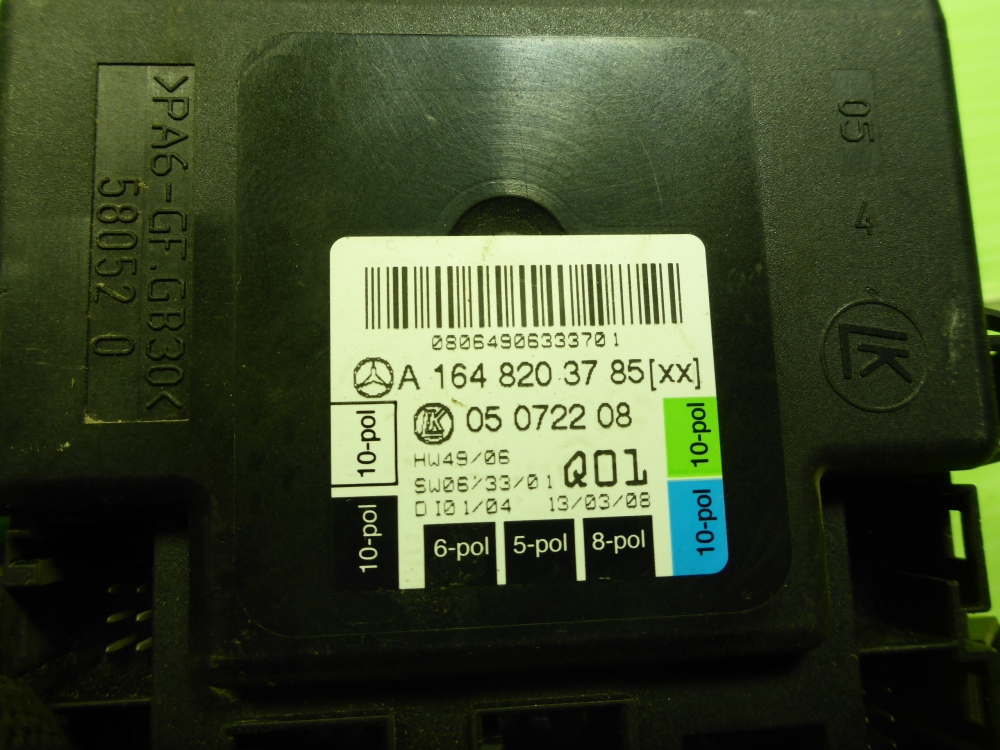 >PA6-GF.GB30<
58052 0
05 4
LK
08064906333701
A 164 820 37 85[xx]
LK 05 0722 08
HW49/06
SW06/33/01 Q01
DI01/04 13/03/08
10-pol
10-pol
10-pol
10-pol
6-pol 5-pol 8-pol